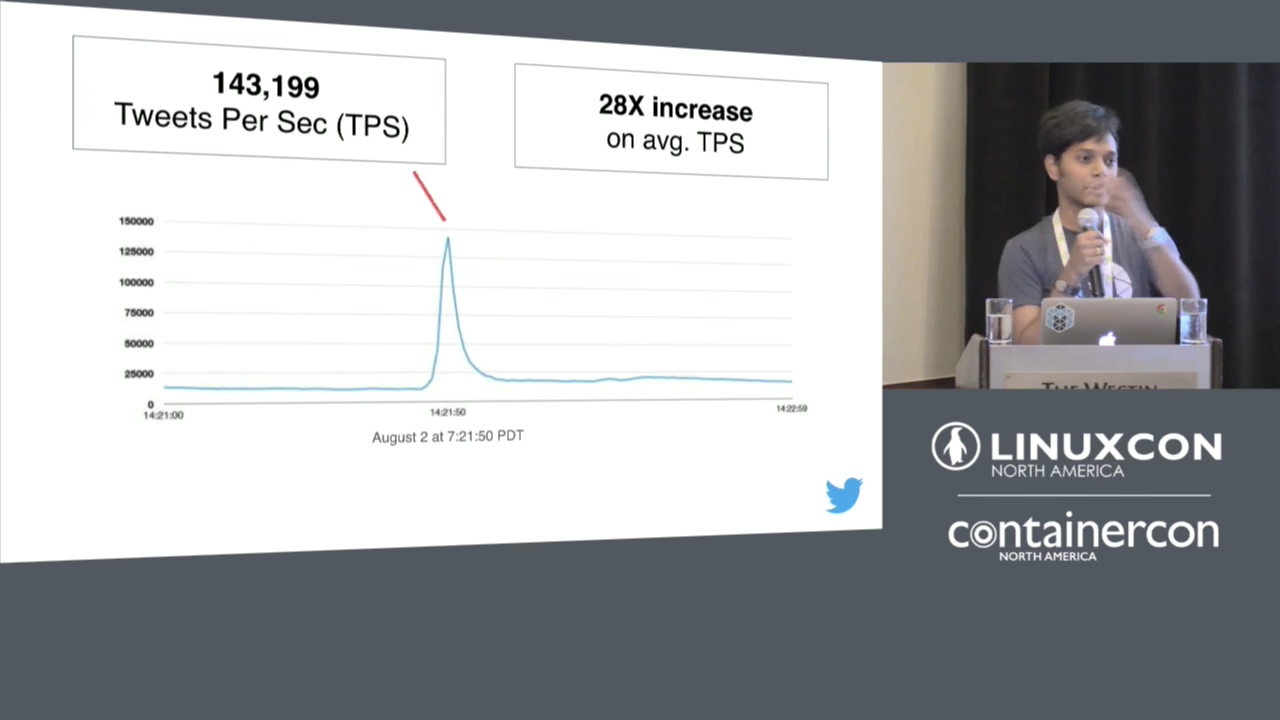 143,199
Tweets Per Sec (TPS)
28X increase
on avg. TPS
150000
125000
100000
75000
50000
25000
0
14:21:00
14:21:50
14:22:59
August 2 at 7:21:50 PDT
THE WESTIN
LINUXCON
NORTH AMERICA
containercon
NORTH AMERICA